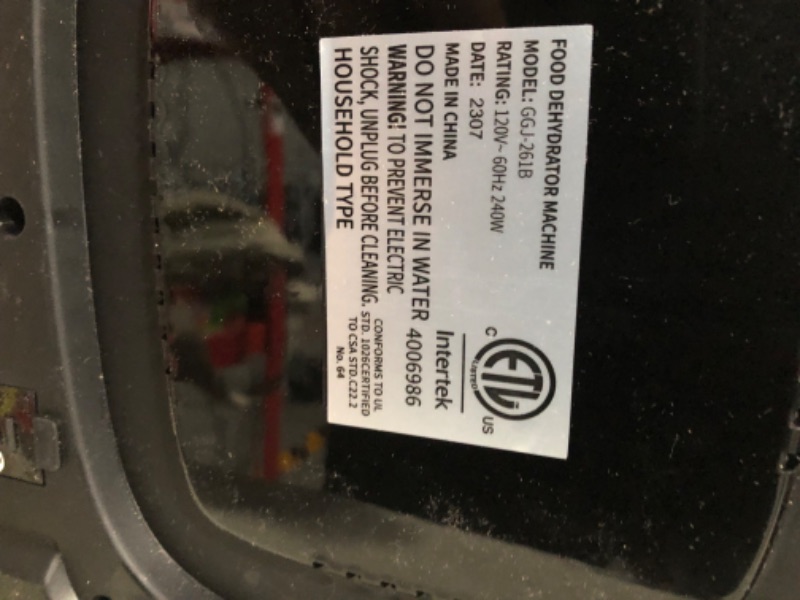 FOOD DEHYDRATOR MACHINE
MODEL: GGJ-261B
RATING: 120V~ 60Hz 240W
DATE: 2307
MADE IN CHINA
DO NOT IMMERSE IN WATER
WARNING! TO PREVENT ELECTRIC
SHOCK, UNPLUG BEFORE CLEANING.
HOUSEHOLD TYPE
C ETL US
LISTED
Intertek
4006986
CONFORMS TO UL
STD. 1026CERTIFIED
TO CSA STD.C22.2
No. 64